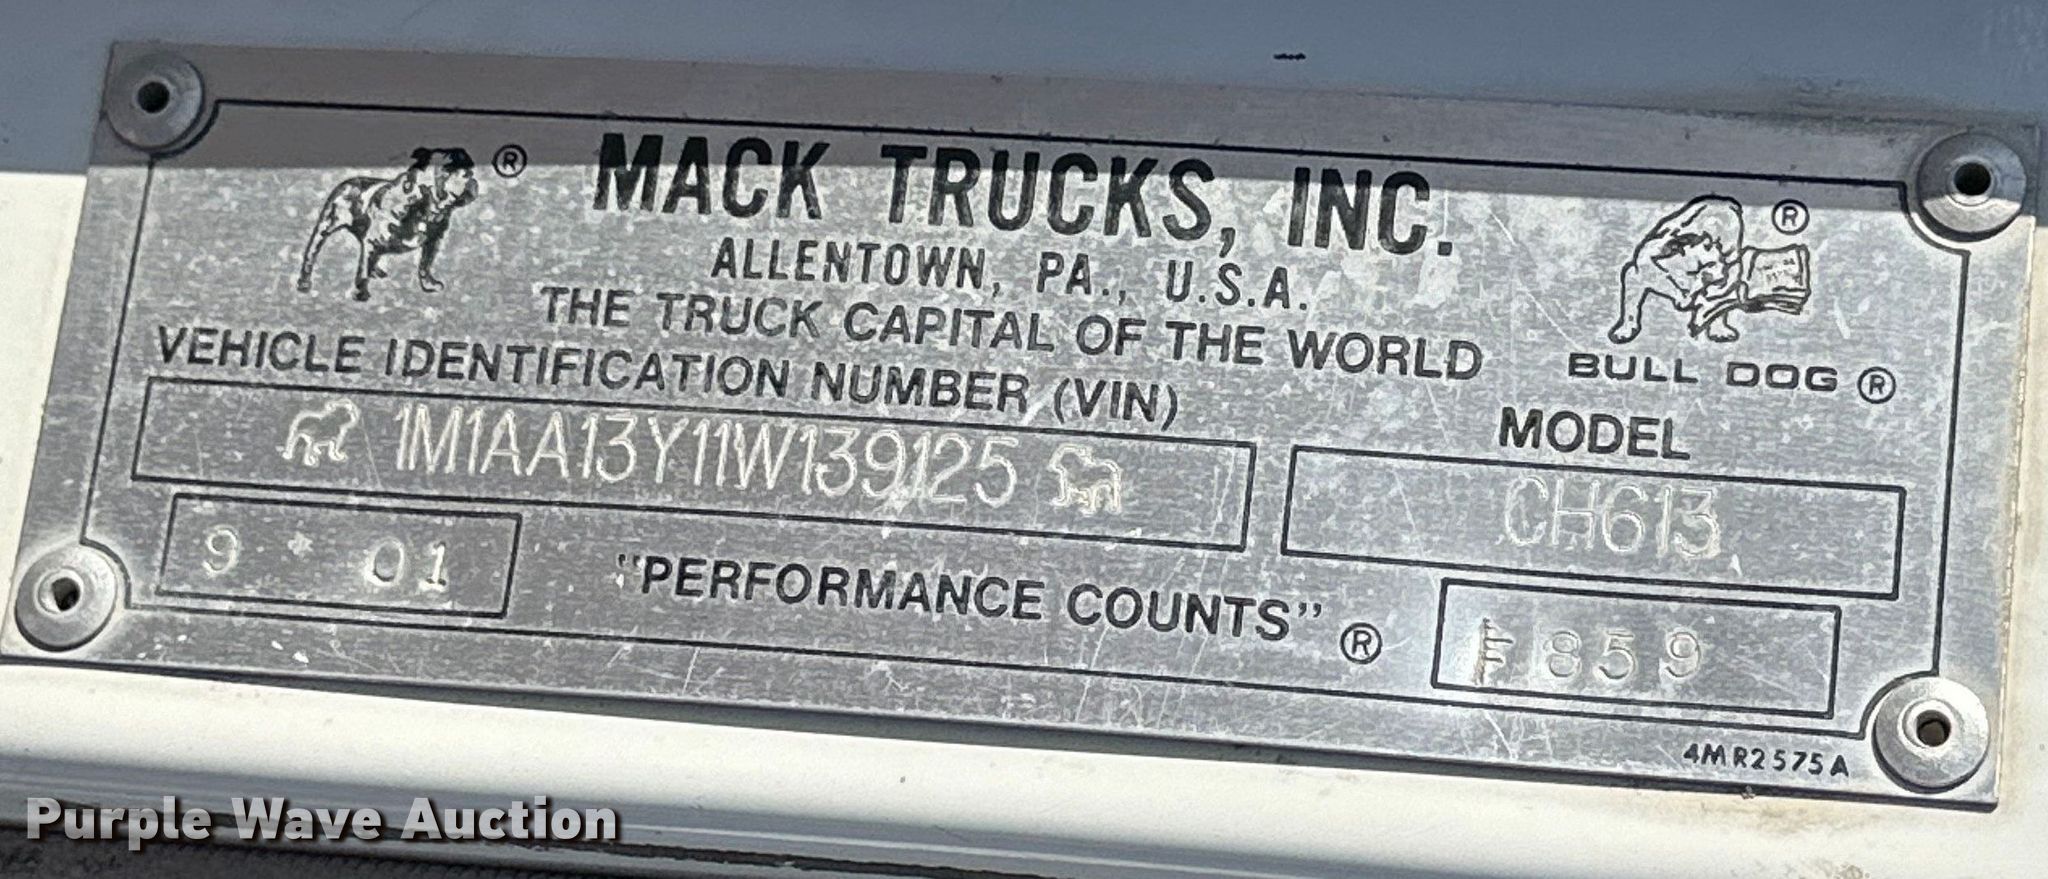 ® MACK TRUCKS, INC. ®
ALLENTOWN, PA., U.S.A.
THE TRUCK CAPITAL OF THE WORLD
BULL DOG ®
VEHICLE IDENTIFICATION NUMBER (VIN)
MODEL
1M1AA13Y11W139125
CH613
9 * 01
"PERFORMANCE COUNTS" ®
859
4MR2575A
Purple Wave Auction